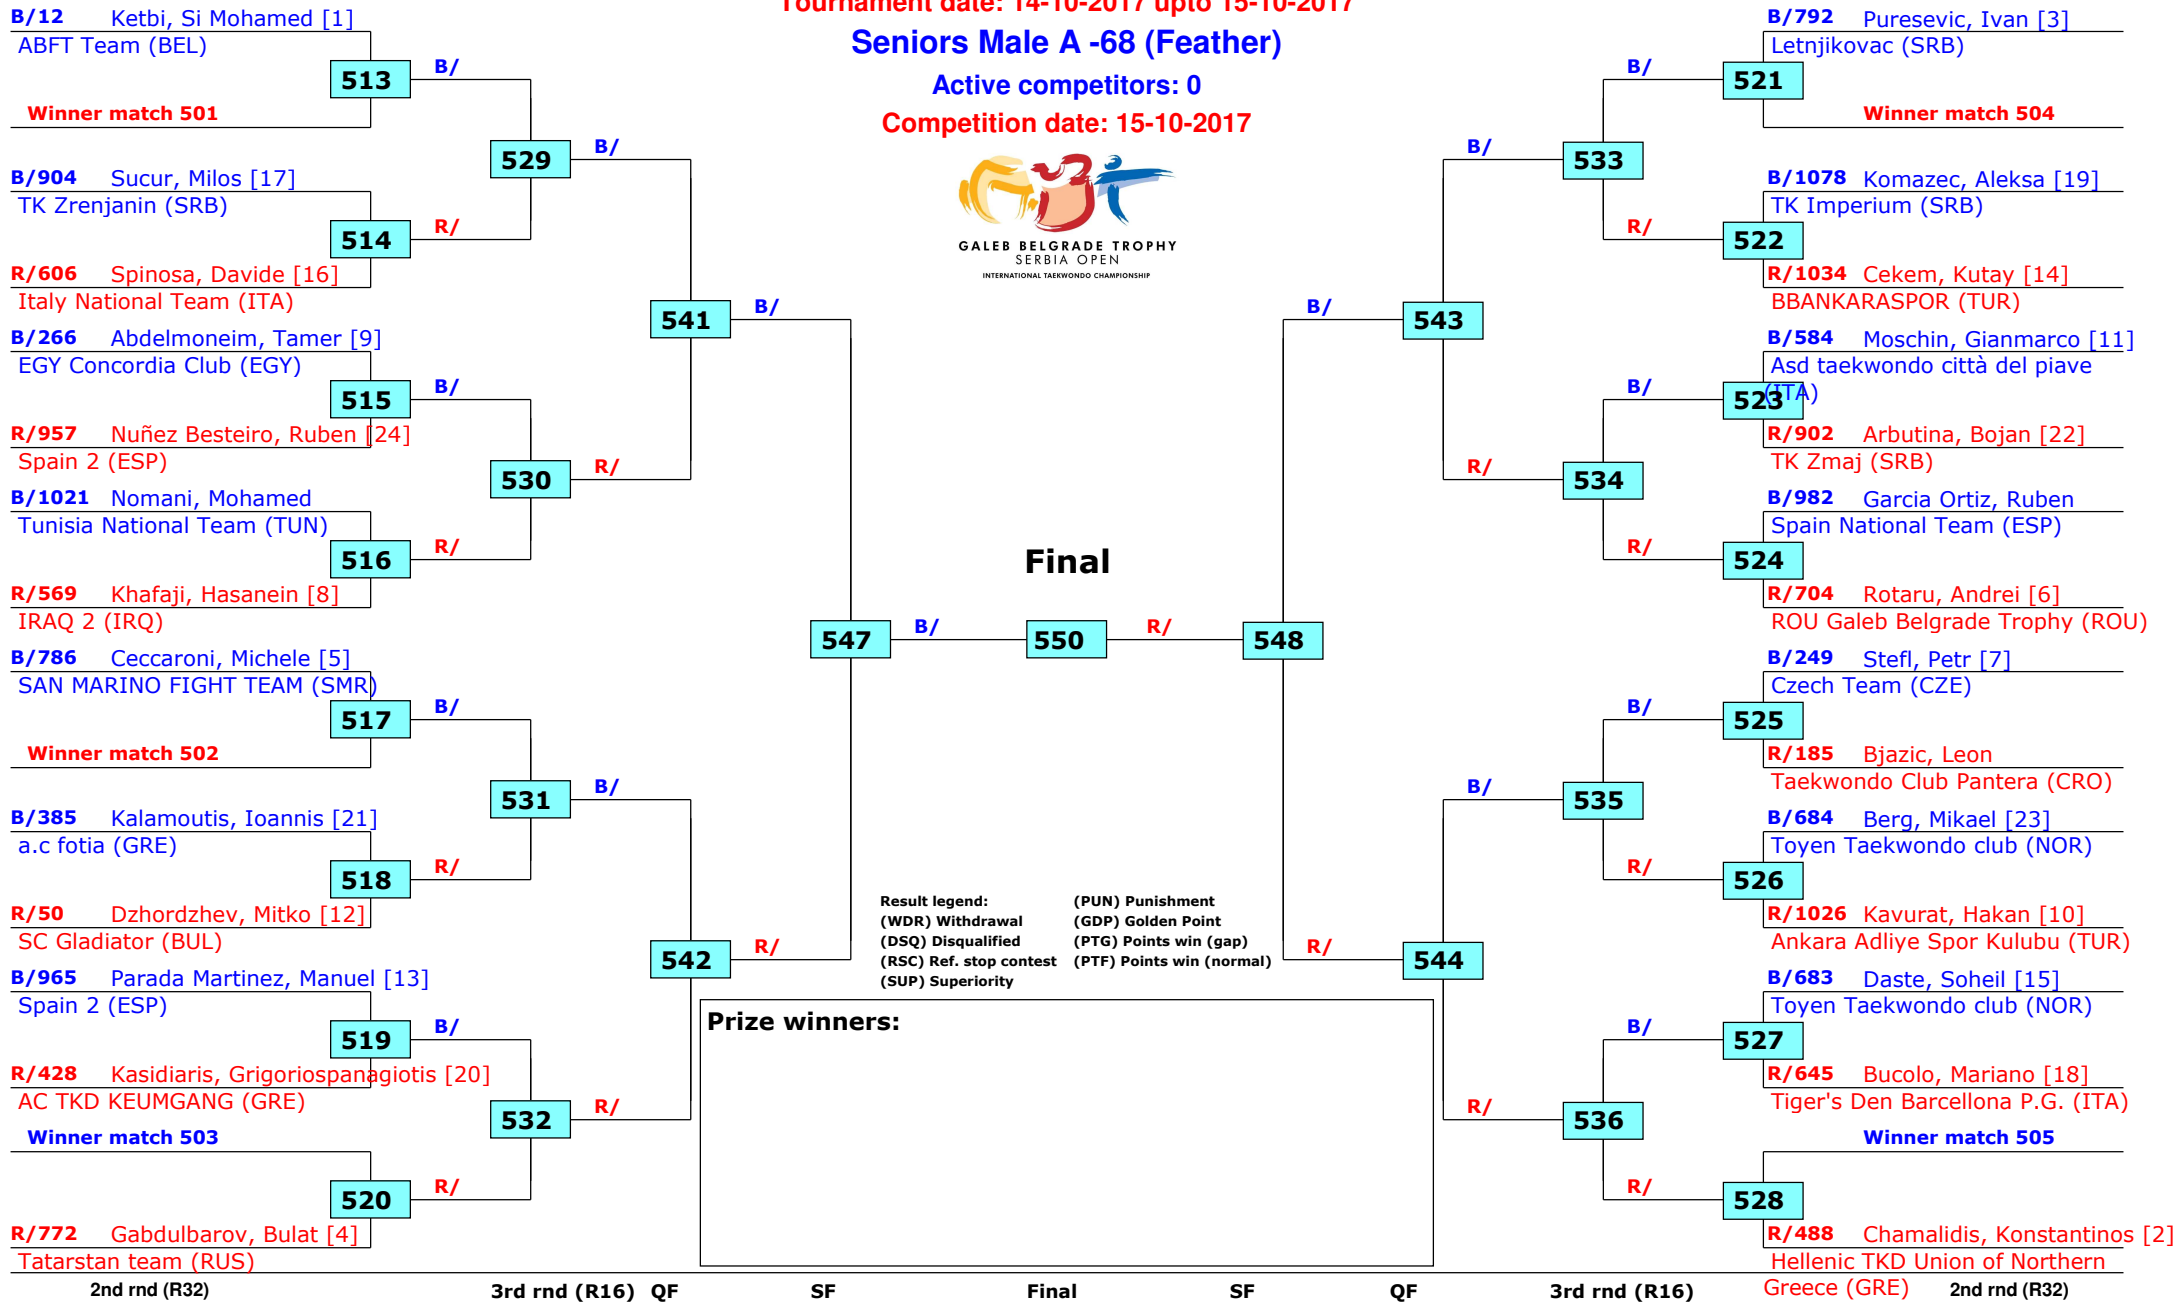 Tournament date: 14-10-2017 upto 15-10-2017
Seniors Male A -68 (Feather)
Active competitors: 0
Competition date: 15-10-2017
GALEB BELGRADE TROPHY
SERBIA OPEN
INTERNATIONAL TAEKWONDO CHAMPIONSHIP
B/12 Ketbi, Si Mohamed [1]
ABFT Team (BEL)
513
B/
Winner match 501
529
B/
B/904 Sucur, Milos [17]
TK Zrenjanin (SRB)
514
R/
R/606 Spinosa, Davide [16]
Italy National Team (ITA)
541
B/
B/266 Abdelmoneim, Tamer [9]
EGY Concordia Club (EGY)
515
B/
R/957 Nuñez Besteiro, Ruben [24]
Spain 2 (ESP)
530
R/
B/1021 Nomani, Mohamed
Tunisia National Team (TUN)
516
R/
R/569 Khafaji, Hasanein [8]
IRAQ 2 (IRQ)
547
B/
B/786 Ceccaroni, Michele [5]
SAN MARINO FIGHT TEAM (SMR)
517
B/
Winner match 502
531
B/
B/385 Kalamoutis, Ioannis [21]
a.c fotia (GRE)
518
R/
R/50 Dzhordzhev, Mitko [12]
SC Gladiator (BUL)
542
R/
B/965 Parada Martinez, Manuel [13]
Spain 2 (ESP)
519
B/
R/428 Kasidiaris, Grigoriospanagiotis [20]
AC TKD KEUMGANG (GRE)
532
R/
Winner match 503
520
R/
R/772 Gabdulbarov, Bulat [4]
Tatarstan team (RUS)
Final
550
R/
548
B/792 Puresevic, Ivan [3]
Letnjikovac (SRB)
B/
521
Winner match 504
B/
533
B/1078 Komazec, Aleksa [19]
TK Imperium (SRB)
R/
522
R/1034 Cekem, Kutay [14]
BBANKARASPOR (TUR)
B/
543
B/584 Moschin, Gianmarco [11]
Asd taekwondo città del piave
(ITA)
B/
523
R/902 Arbutina, Bojan [22]
TK Zmaj (SRB)
R/
534
B/982 Garcia Ortiz, Ruben
Spain National Team (ESP)
R/
524
R/704 Rotaru, Andrei [6]
ROU Galeb Belgrade Trophy (ROU)
B/249 Stefl, Petr [7]
Czech Team (CZE)
B/
525
R/185 Bjazic, Leon
Taekwondo Club Pantera (CRO)
B/
535
B/684 Berg, Mikael [23]
Toyen Taekwondo club (NOR)
R/
526
R/1026 Kavurat, Hakan [10]
Ankara Adliye Spor Kulubu (TUR)
R/
544
B/683 Daste, Soheil [15]
Toyen Taekwondo club (NOR)
B/
527
R/645 Bucolo, Mariano [18]
Tiger's Den Barcellona P.G. (ITA)
R/
536
Winner match 505
R/
528
R/488 Chamalidis, Konstantinos [2]
Hellenic TKD Union of Northern
Greece (GRE)
Result legend: (PUN) Punishment
(WDR) Withdrawal (GDP) Golden Point
(DSQ) Disqualified (PTG) Points win (gap)
(RSC) Ref. stop contest (PTF) Points win (normal)
(SUP) Superiority
Prize winners:
2nd rnd (R32) 3rd rnd (R16) QF SF Final SF QF 3rd rnd (R16) 2nd rnd (R32)